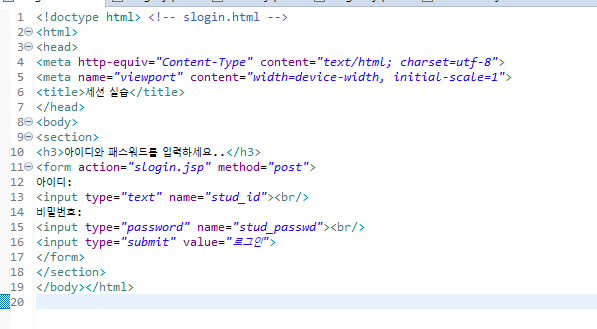 1 <!doctype html> <!-- slogin.html -->
2 <html>
3 <head>
4 <meta http-equiv="Content-Type" content="text/html; charset=utf-8">
5 <meta name="viewport" content="width=device-width, initial-scale=1">
6 <title>세션 실습</title>
7 </head>
8 <body>
9 <section>
10 <h3>아이디와 패스워드를 입력하세요..</h3>
11 <form action="slogin.jsp" method="post">
12 아이디:
13 <input type="text" name="stud_id"><br/>
14 비밀번호:
15 <input type="password" name="stud_passwd"><br/>
16 <input type="submit" value="로그인">
17 </form>
18 </section>
19 </body></html>
20